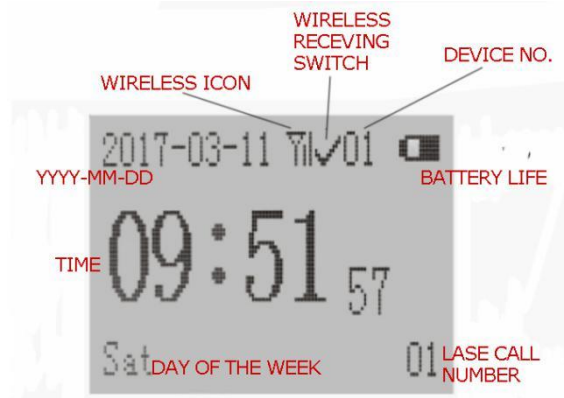 WIRELESS
RECEVING
SWITCH
DEVICE NO.
WIRELESS ICON
2017-03-11 01
YYYY-MM-DD
BATTERY LIFE
09:51
57
TIME
Sat
DAY OF THE WEEK
01
LASE CALL
NUMBER